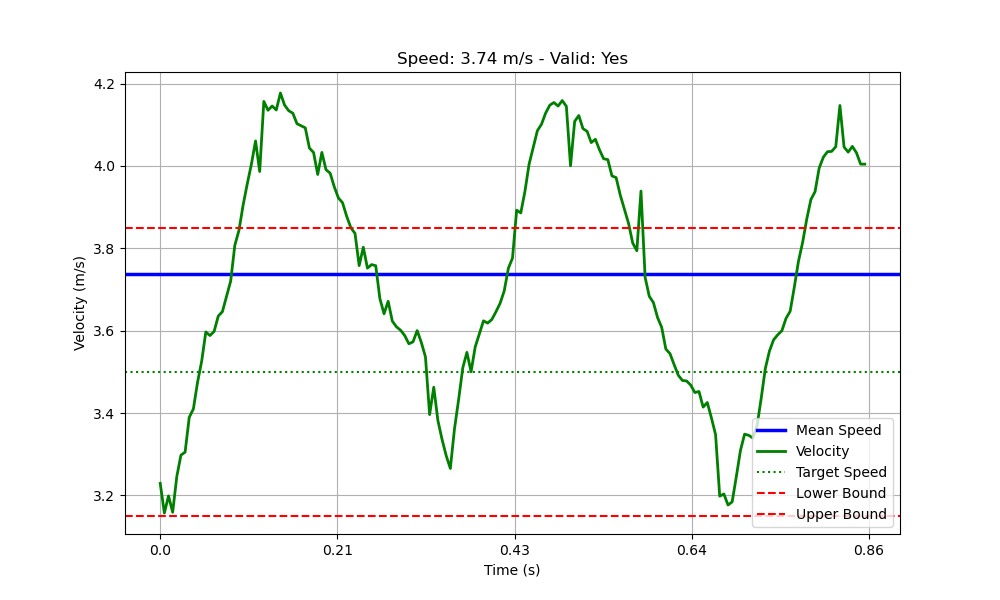 Speed: 3.74 m/s - Valid: Yes
Velocity (m/s)
4.2
4.0
3.8
3.6
3.4
3.2
0.0
0.21
0.43
0.64
0.86
Time (s)
Mean Speed
Velocity
Target Speed
Lower Bound
Upper Bound